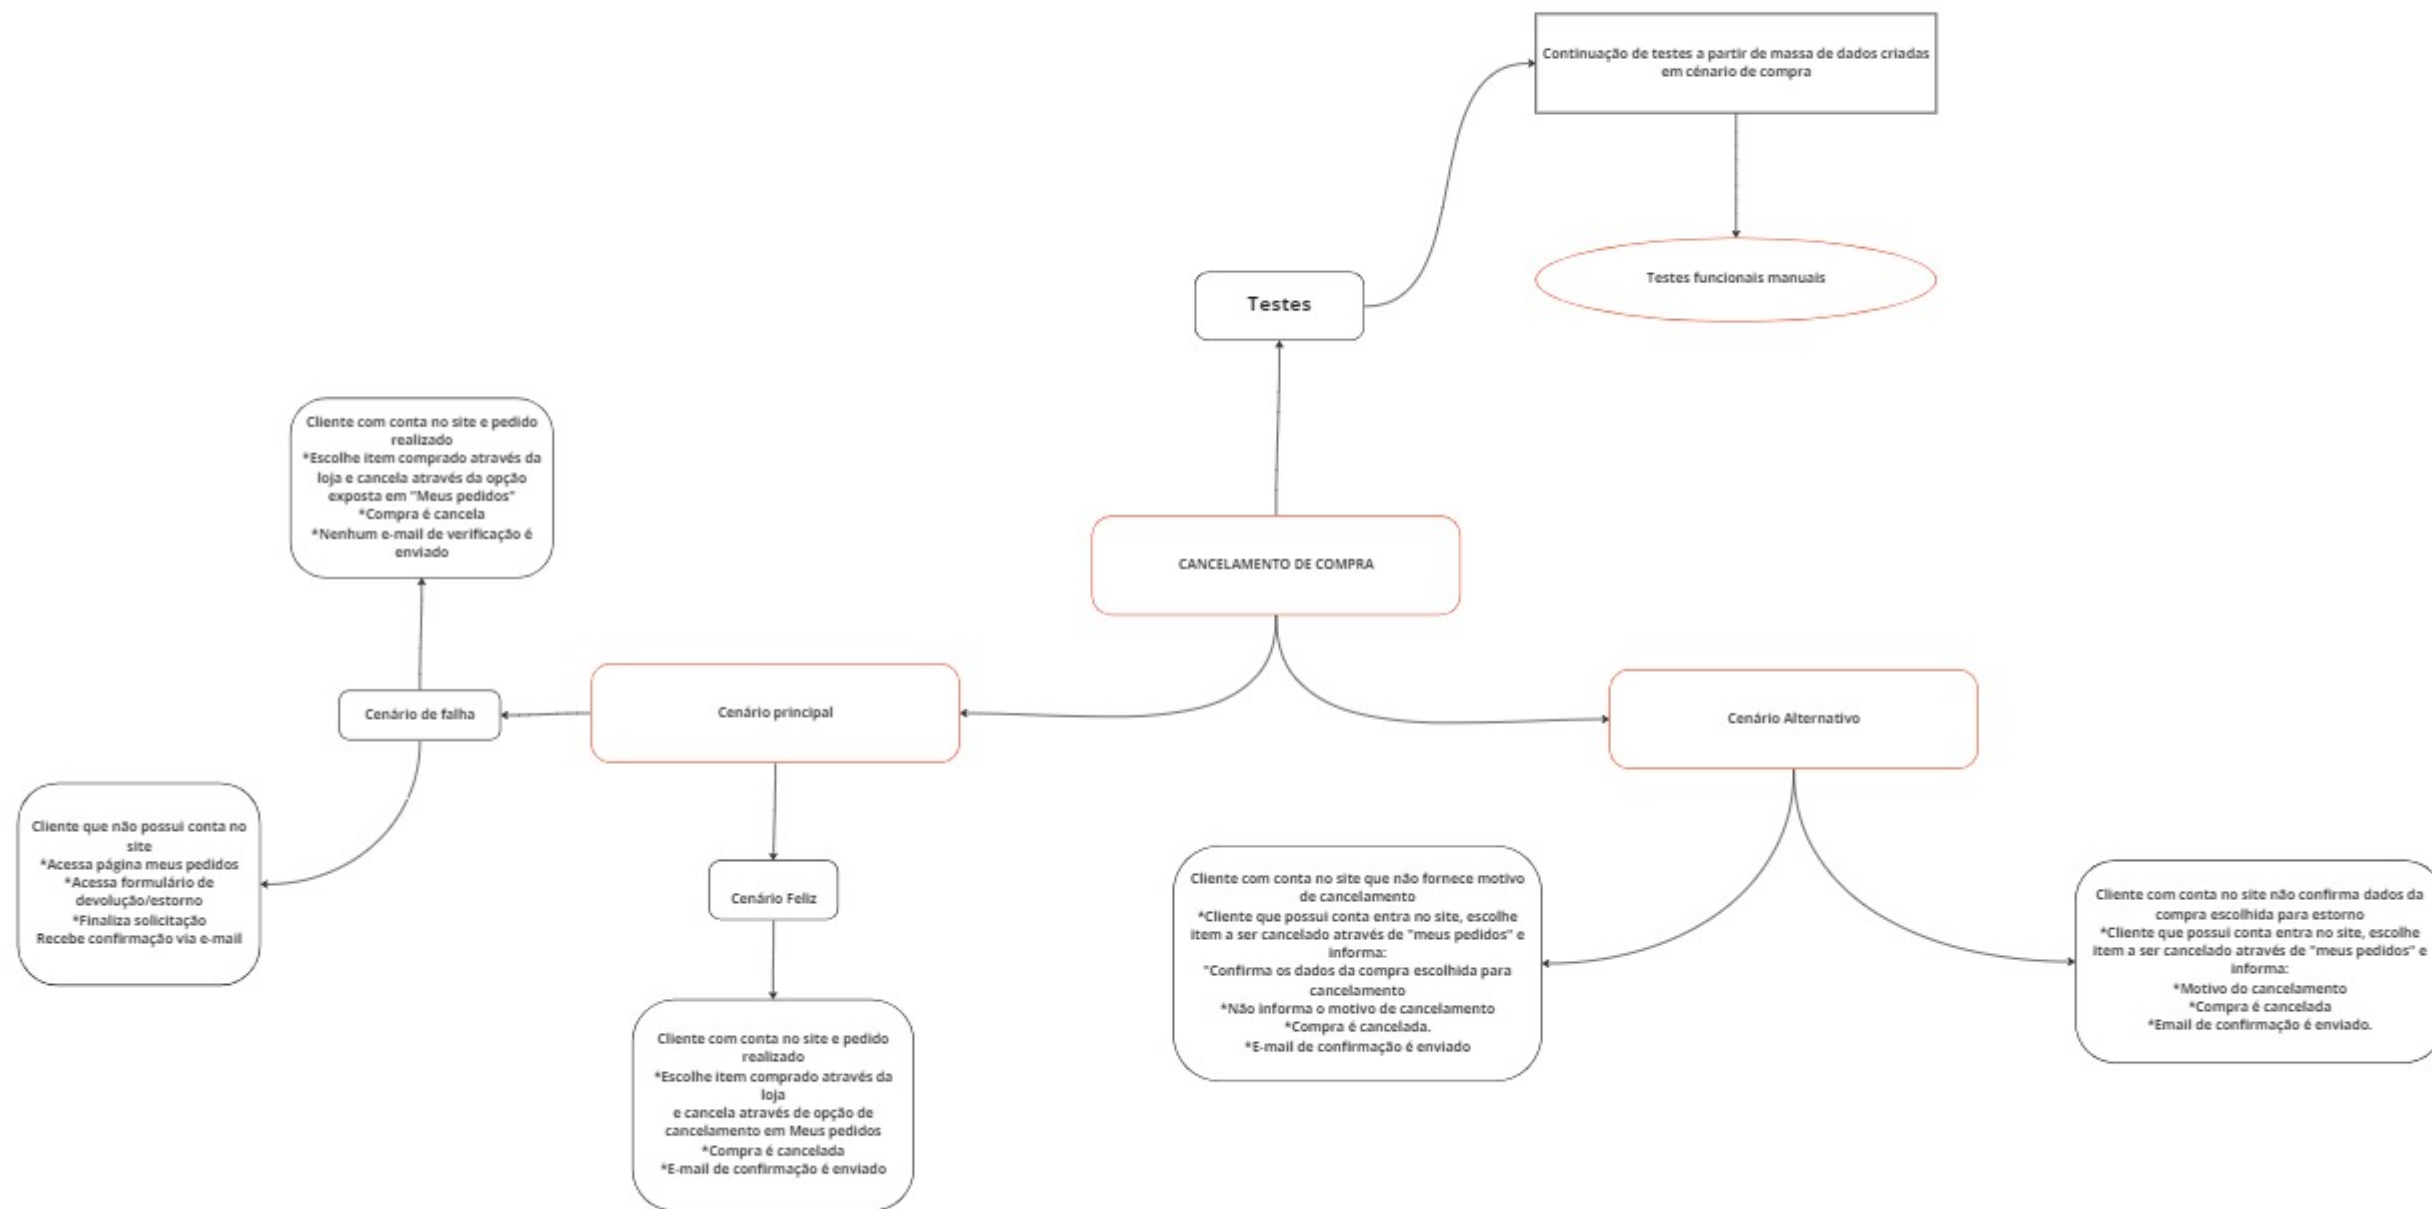 Continuação de testes a partir de massa de dados criadas
em cénario de compra
Testes funcionais manuais
Testes
Cliente com conta no site e pedido
realizado
*Escolhe item comprado através da
loja e cancela através da opção
exposta em "Meus pedidos"
*Compra é cancela
*Nenhum e-mail de verificação é
enviado
CANCELAMENTO DE COMPRA
Cenário de falha
Cenário principal
Cenário Alternativo
Cliente que não possui conta no
site
*Acessa página meus pedidos
*Acessa formulário de
devolução/estorno
*Finaliza solicitação
Recebe confirmação via e-mail
Cenário Feliz
Cliente com conta no site que não fornece motivo
de cancelamento
*Cliente que possui conta entra no site, escolhe
item a ser cancelado através de "meus pedidos" e
informa:
"Confirma os dados da compra escolhida para
cancelamento
*Não informa o motivo de cancelamento
*Compra é cancelada.
*E-mail de confirmação é enviado
Cliente com conta no site não confirma dados da
compra escolhida para estorno
*Cliente que possui conta entra no site, escolhe
item a ser cancelado através de "meus pedidos" e
informa:
*Motivo do cancelamento
*Compra é cancelada
*Email de confirmação é enviado.
Cliente com conta no site e pedido
realizado
*Escolhe item comprado através da
loja
e cancela através de opção de
cancelamento em Meus pedidos
*Compra é cancelada
*E-mail de confirmação é enviado